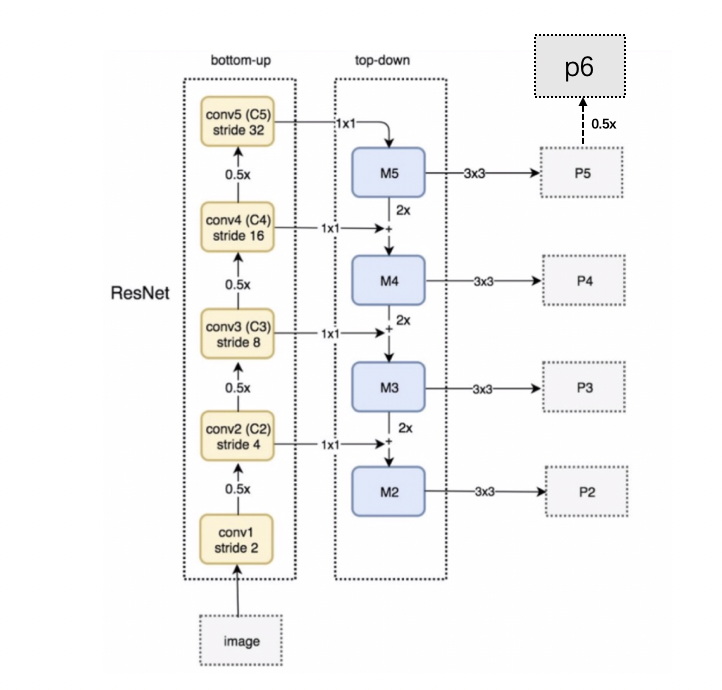 p6
bottom-up
top-down
0.5x
conv5 (C5)
stride 32
1x1
M5
3x3
P5
0.5x
2x
conv4 (C4)
stride 16
1x1
+
M4
3x3
P4
0.5x
ResNet
2x
conv3 (C3)
stride 8
1x1
+
M3
3x3
P3
0.5x
2x
conv2 (C2)
stride 4
1x1
+
M2
3x3
P2
0.5x
conv1
stride 2
image